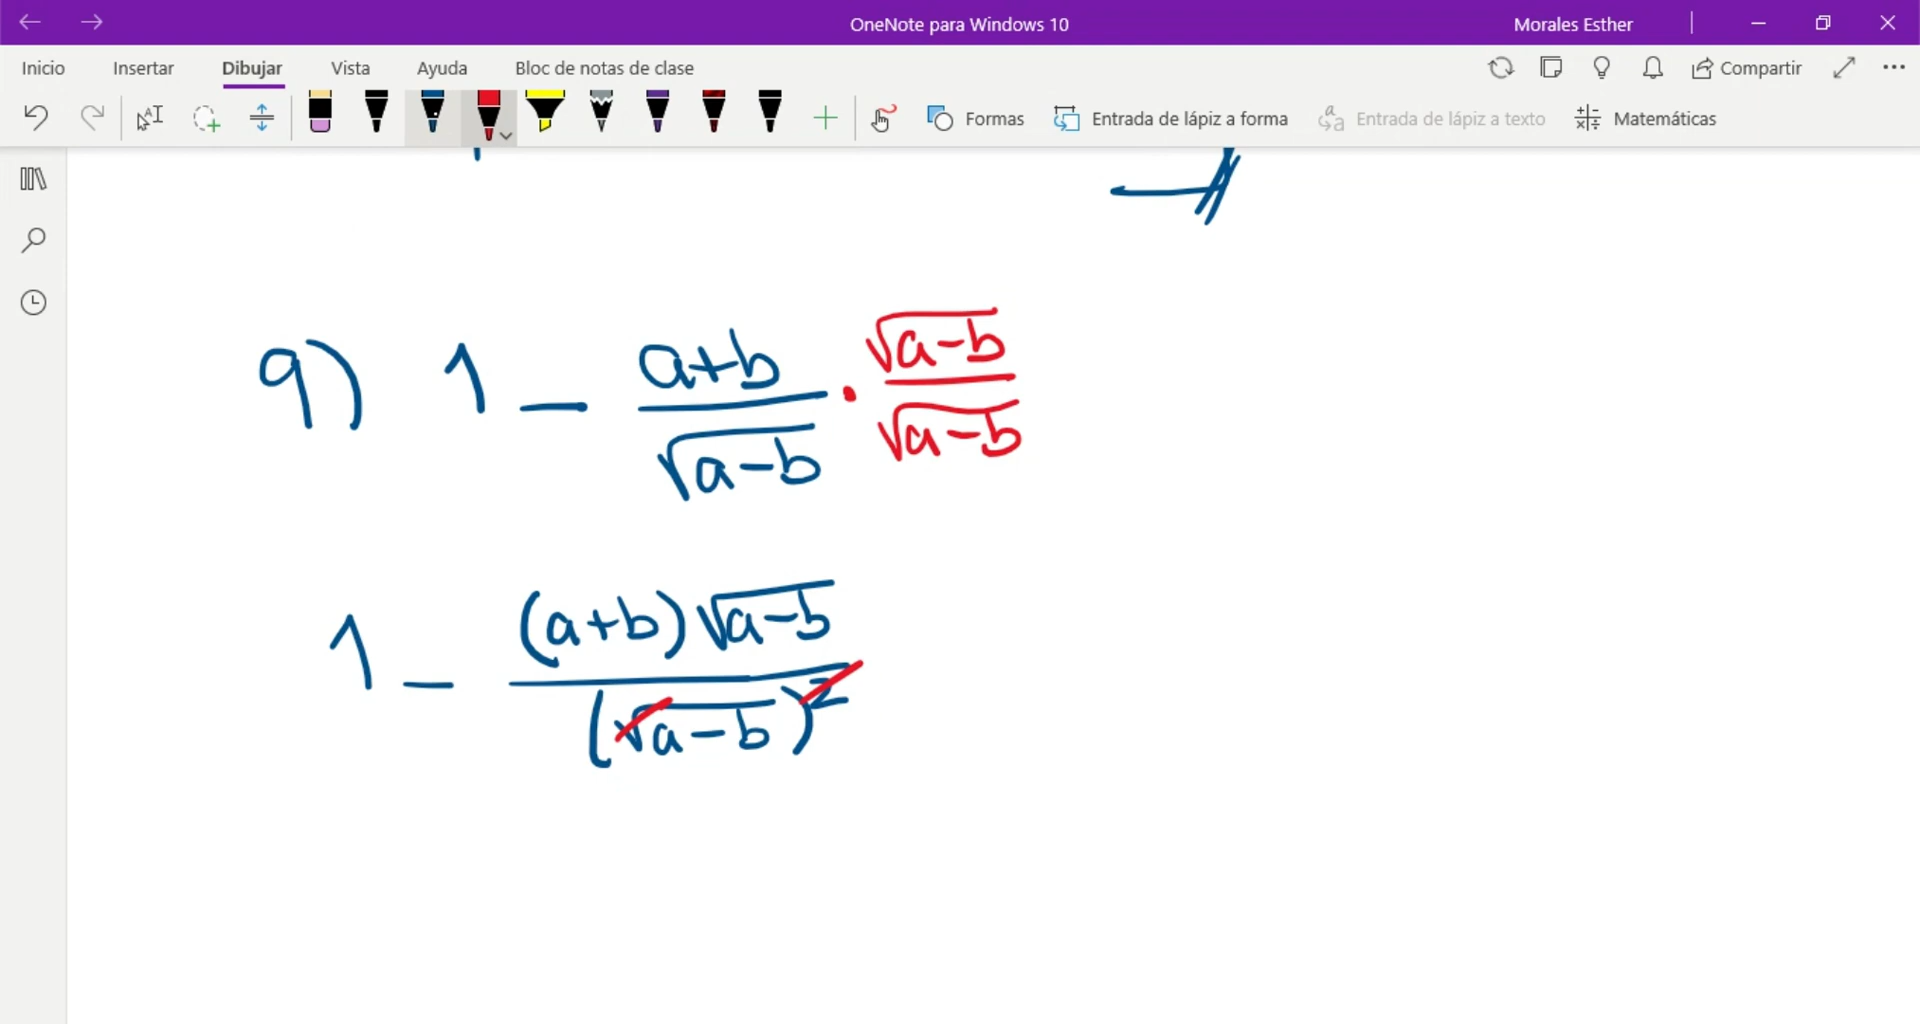 OneNote para Windows 10
Morales Esther
Inicio Insertar Dibujar Vista Ayuda Bloc de notas de clase Compartir
Formas Entrada de lápiz a forma Entrada de lápiz a texto Matemáticas
9) 1 - (a+b)/(√(a-b)) · (√(a-b))/(√(a-b))
1 - ((a+b)√(a-b))/((√(a-b))²)